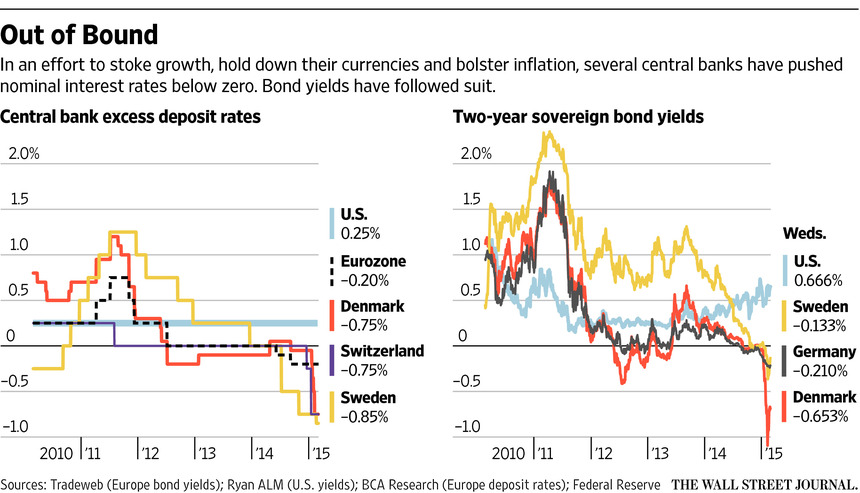 Out of Bound
In an effort to stoke growth, hold down their currencies and bolster inflation, several central banks have pushed
nominal interest rates below zero. Bond yields have followed suit.
Central bank excess deposit rates
2.0%
1.5
1.0
0.5
0
–0.5
–1.0
2010
’11
’12
’13
’14
’15
U.S.
0.25%
Eurozone
–0.20%
Denmark
–0.75%
Switzerland
–0.75%
Sweden
–0.85%
Two-year sovereign bond yields
2.0%
1.5
1.0
0.5
0
–0.5
–1.0
2010
’11
’12
’13
’14
’15
Weds.
U.S.
0.666%
Sweden
–0.133%
Germany
–0.210%
Denmark
–0.653%
Sources: Tradeweb (Europe bond yields); Ryan ALM (U.S. yields); BCA Research (Europe deposit rates); Federal Reserve
THE WALL STREET JOURNAL.